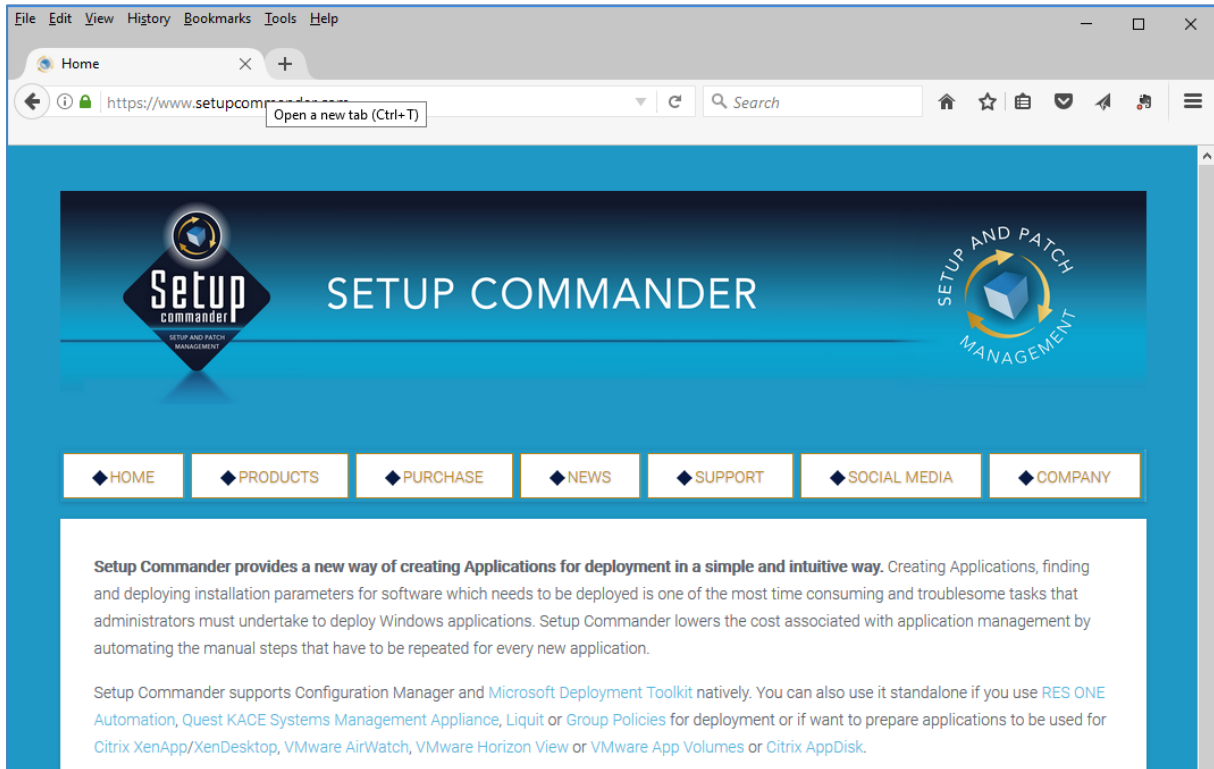 File Edit View History Bookmarks Tools Help
Home
https://www.setupcommander.com
Search
Open a new tab (Ctrl+T)
Setup
commander
SETUP AND PATCH
MANAGEMENT
SETUP COMMANDER
SETUP AND PATCH
MANAGEMENT
HOME PRODUCTS PURCHASE NEWS SUPPORT SOCIAL MEDIA COMPANY
Setup Commander provides a new way of creating Applications for deployment in a simple and intuitive way. Creating Applications, finding
and deploying installation parameters for software which needs to be deployed is one of the most time consuming and troublesome tasks that
administrators must undertake to deploy Windows applications. Setup Commander lowers the cost associated with application management by
automating the manual steps that have to be repeated for every new application.
Setup Commander supports Configuration Manager and Microsoft Deployment Toolkit natively. You can also use it standalone if you use RES ONE
Automation, Quest KACE Systems Management Appliance, Liquit or Group Policies for deployment or if want to prepare applications to be used for
Citrix XenApp/XenDesktop, VMware AirWatch, VMware Horizon View or VMware App Volumes or Citrix AppDisk.